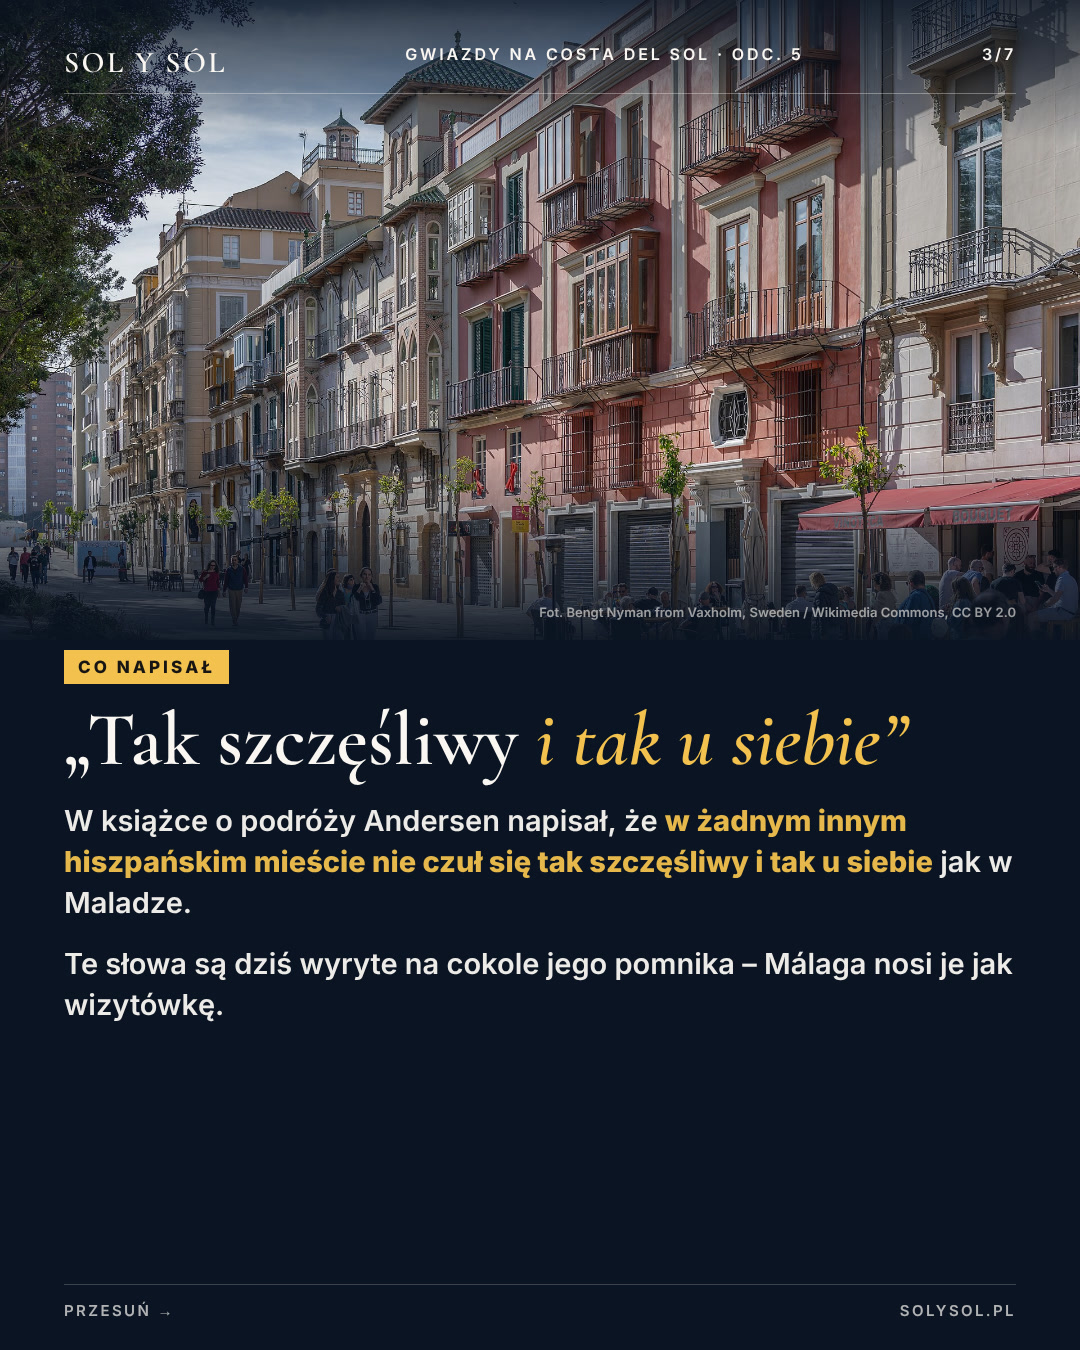 SOL Y SÓL
GWIAZDY NA COSTA DEL SOL · ODC. 5
3/7
BOUQUET
Fot. Bengt Nyman from Vaxholm, Sweden / Wikimedia Commons, CC BY 2.0
CO NAPISAŁ
„Tak szczęśliwy i tak u siebie”
W książce o podróży Andersen napisał, że w żadnym innym
hiszpańskim mieście nie czuł się tak szczęśliwy i tak u siebie jak w
Maladze.
Te słowa są dziś wyryte na cokole jego pomnika – Málaga nosi je jak
wizytówkę.
PRZESUŃ →
SOLYSOL.PL